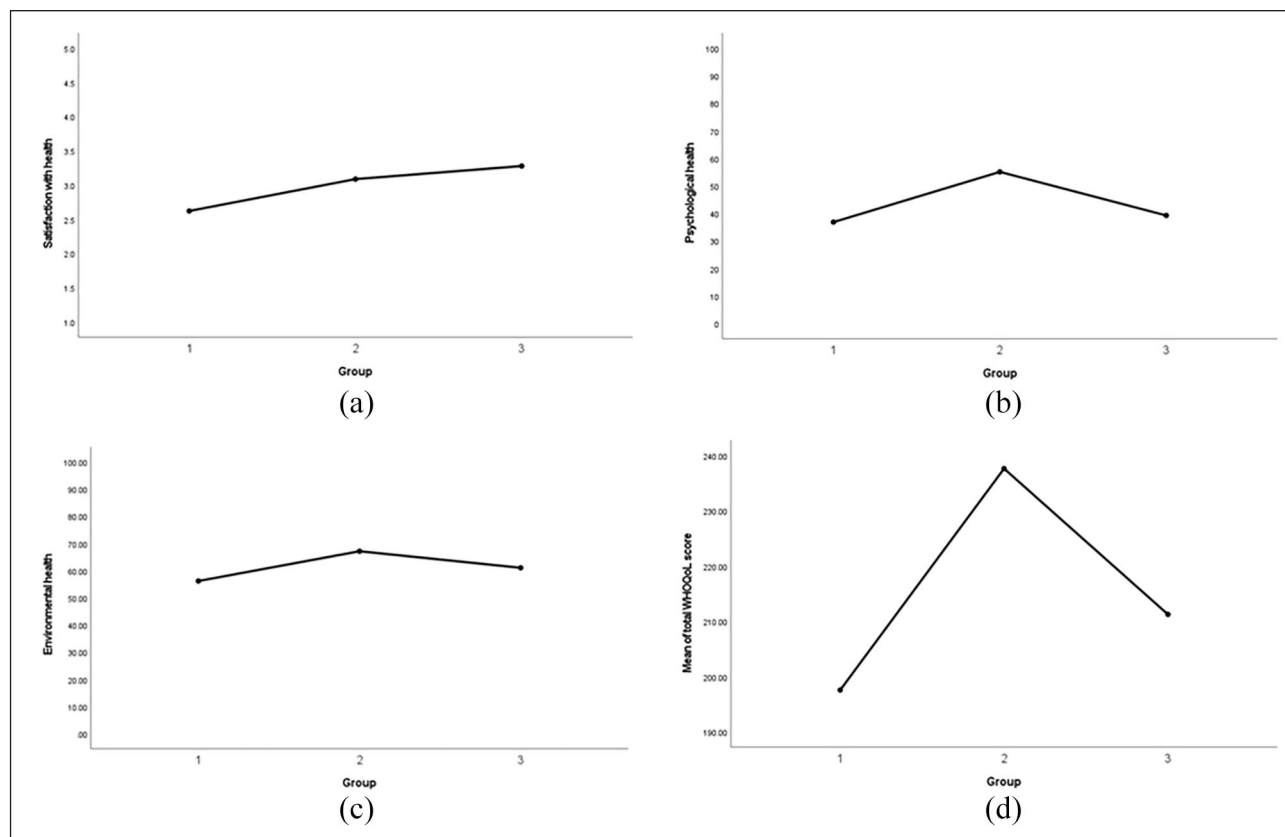 5.0
4.5
4.0
3.5
3.0
2.5
2.0
1.5
1.0
Satisfaction with health
1 2 3
Group
(a)
100
90
80
70
60
50
40
30
20
10
0
Psychological health
1 2 3
Group
(b)
100.00
90.00
80.00
70.00
60.00
50.00
40.00
30.00
20.00
10.00
.00
Environmental health
1 2 3
Group
(c)
240.00
230.00
220.00
210.00
200.00
190.00
Mean of total WHOQoL score
1 2 3
Group
(d)